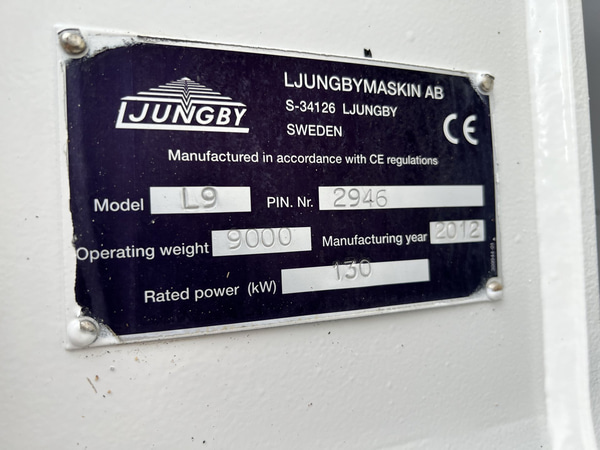 LJUNGBY
LJUNGBYMASKIN AB
S-34126 LJUNGBY
SWEDEN
CE
Manufactured in accordance with CE regulations
Model L9 PIN. Nr. 2946
Operating weight 9000 Manufacturing year 2012
Rated power (kW) 130